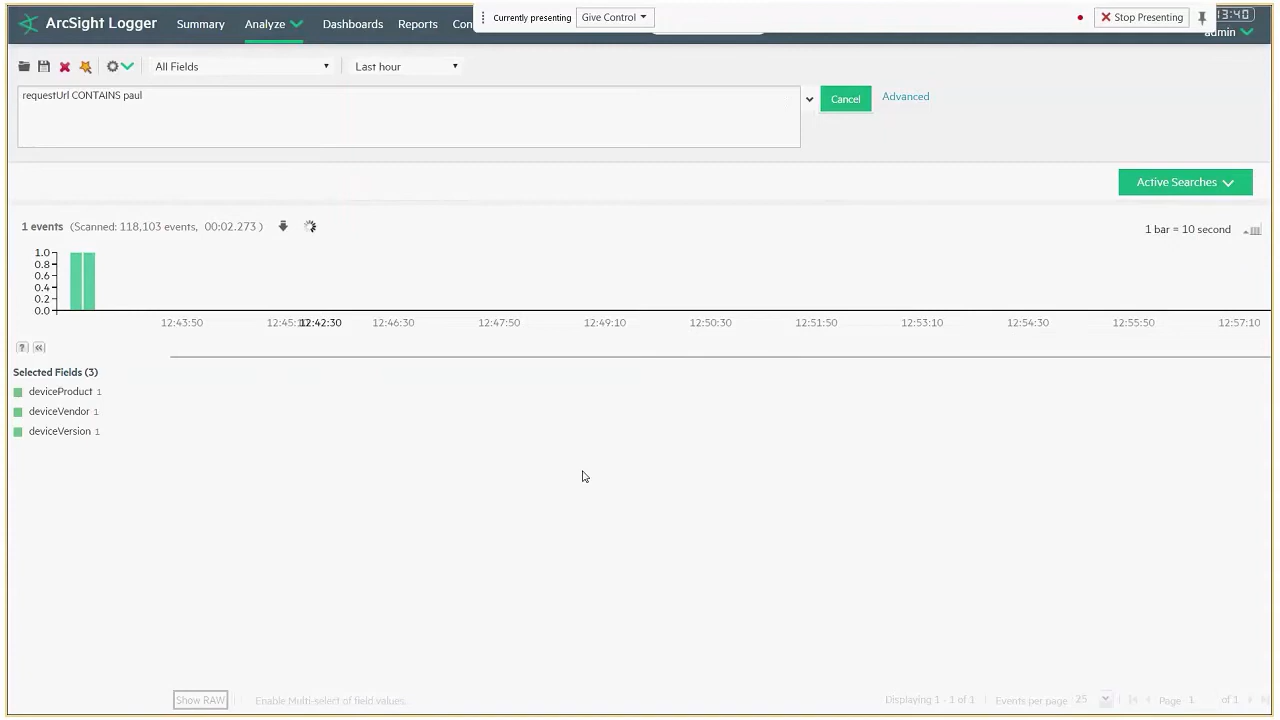 ArcSight Logger
Summary
Analyze
Dashboards
Reports
Currently presenting
Give Control
Stop Presenting
13:40
admin
All Fields
Last hour
requestUrl CONTAINS paul
Cancel
Advanced
Active Searches
1 events (Scanned: 118,103 events, 00:02.273 )
1 bar = 10 second
1.0
0.8
0.6
0.4
0.2
0.0
12:43:50 12:42:30 12:46:30 12:47:50 12:49:10 12:50:30 12:51:50 12:53:10 12:54:30 12:55:50 12:57:10
?
Selected Fields (3)
deviceProduct 1
deviceVendor 1
deviceVersion 1
Show RAW
Enable Multi-select of field values.
Displaying 1 - 1 of 1
Events per page 25
Page 1 of 1